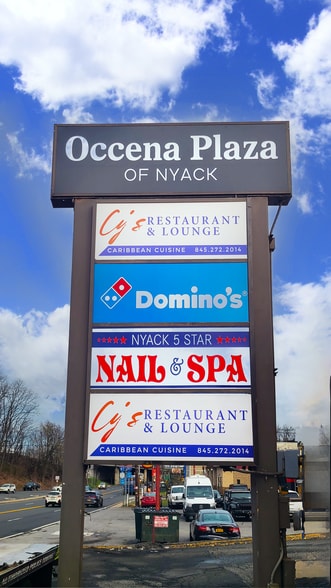 Occena Plaza
OF NYACK
Cy's RESTAURANT
& LOUNGE
CARIBBEAN CUISINE 845.272.2014
Domino's®
★★★★★ NYACK 5 STAR ★★★★★
NAIL & SPA
Cy's RESTAURANT
& LOUNGE
CARIBBEAN CUISINE 845.272.2014